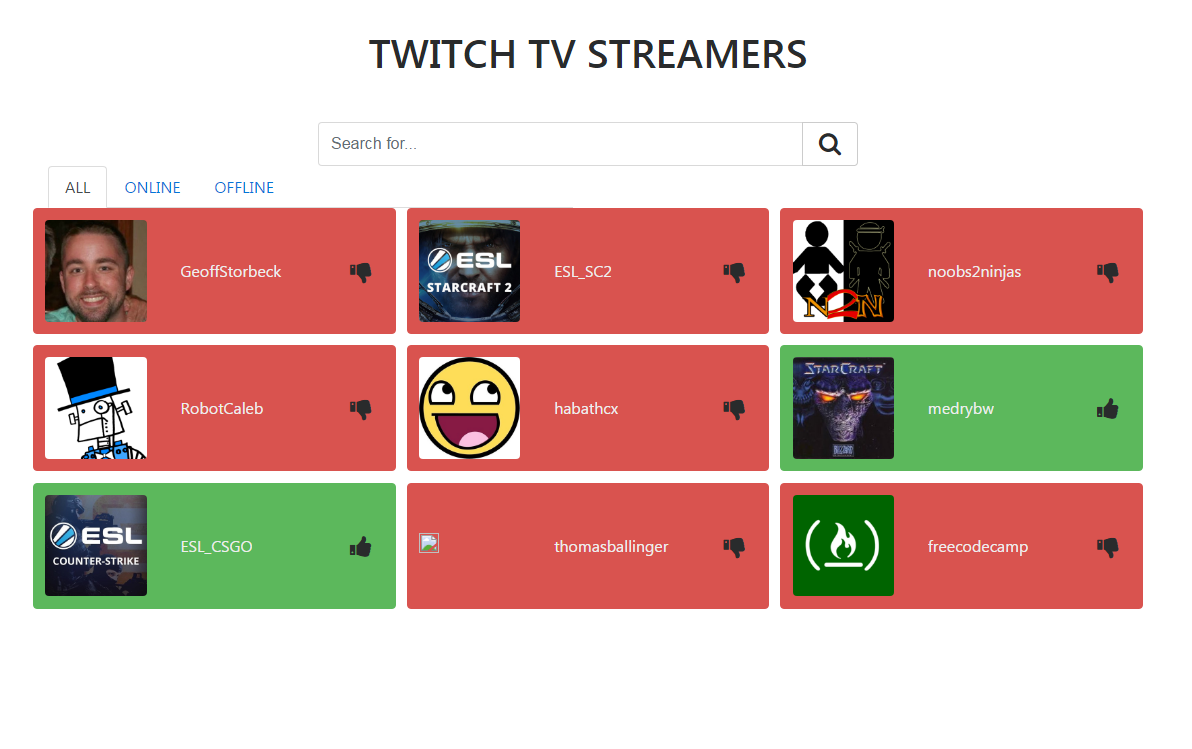 TWITCH TV STREAMERS
Search for...
ALL ONLINE OFFLINE
GeoffStorbeck
ESL
STARCRAFT 2
ESL_SC2
N2N
noobs2ninjas
RobotCaleb
habathcx
STARCRAFT
medrybw
ESL
COUNTER-STRIKE
ESL_CSGO
thomasballinger
freecodecamp